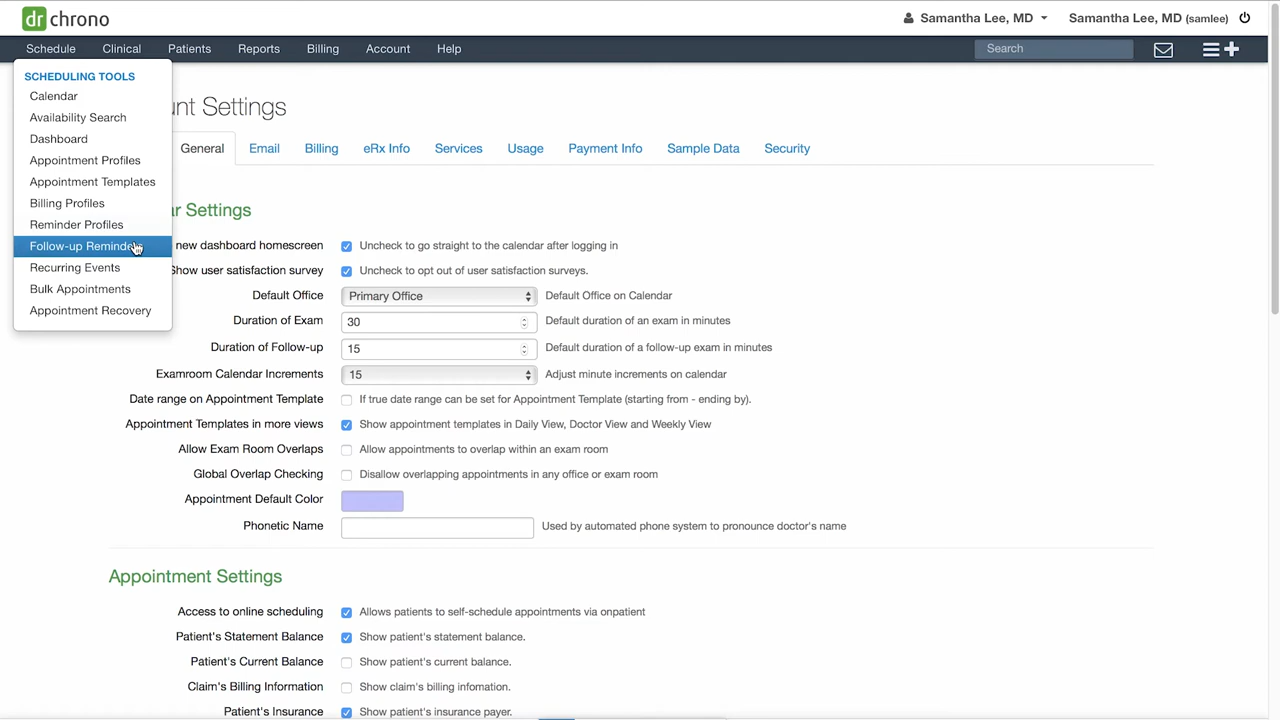 dr chrono
Samantha Lee, MD
Samantha Lee, MD (samlee)
Schedule Clinical Patients Reports Billing Account Help
Search
SCHEDULING TOOLS
Calendar
Availability Search
Dashboard
Appointment Profiles
Appointment Templates
Billing Profiles
Reminder Profiles
Follow-up
Recurring Events
Bulk Appointments
Appointment Recovery
Settings
General Email Billing eRx Info Services Usage Payment Info Sample Data Security
Settings
new dashboard homescreen Uncheck to go straight to the calendar after logging in
Show user satisfaction survey Uncheck to opt out of user satisfaction surveys.
Default Office Primary Office Default Office on Calendar
Duration of Exam 30 Default duration of an exam in minutes
Duration of Follow-up 15 Default duration of a follow-up exam in minutes
Examroom Calendar Increments 15 Adjust minute increments on calendar
Date range on Appointment Template If true date range can be set for Appointment Template (starting from - ending by).
Appointment Templates in more views Show appointment templates in Daily View, Doctor View and Weekly View
Allow Exam Room Overlaps Allow appointments to overlap within an exam room
Global Overlap Checking Disallow overlapping appointments in any office or exam room
Appointment Default Color
Phonetic Name Used by automated phone system to pronounce doctor's name
Appointment Settings
Access to online scheduling Allows patients to self-schedule appointments via onpatient
Patient's Statement Balance Show patient's statement balance.
Patient's Current Balance Show patient's current balance.
Claim's Billing Information Show claim's billing infomation.
Patient's Insurance Show patient's insurance payer.